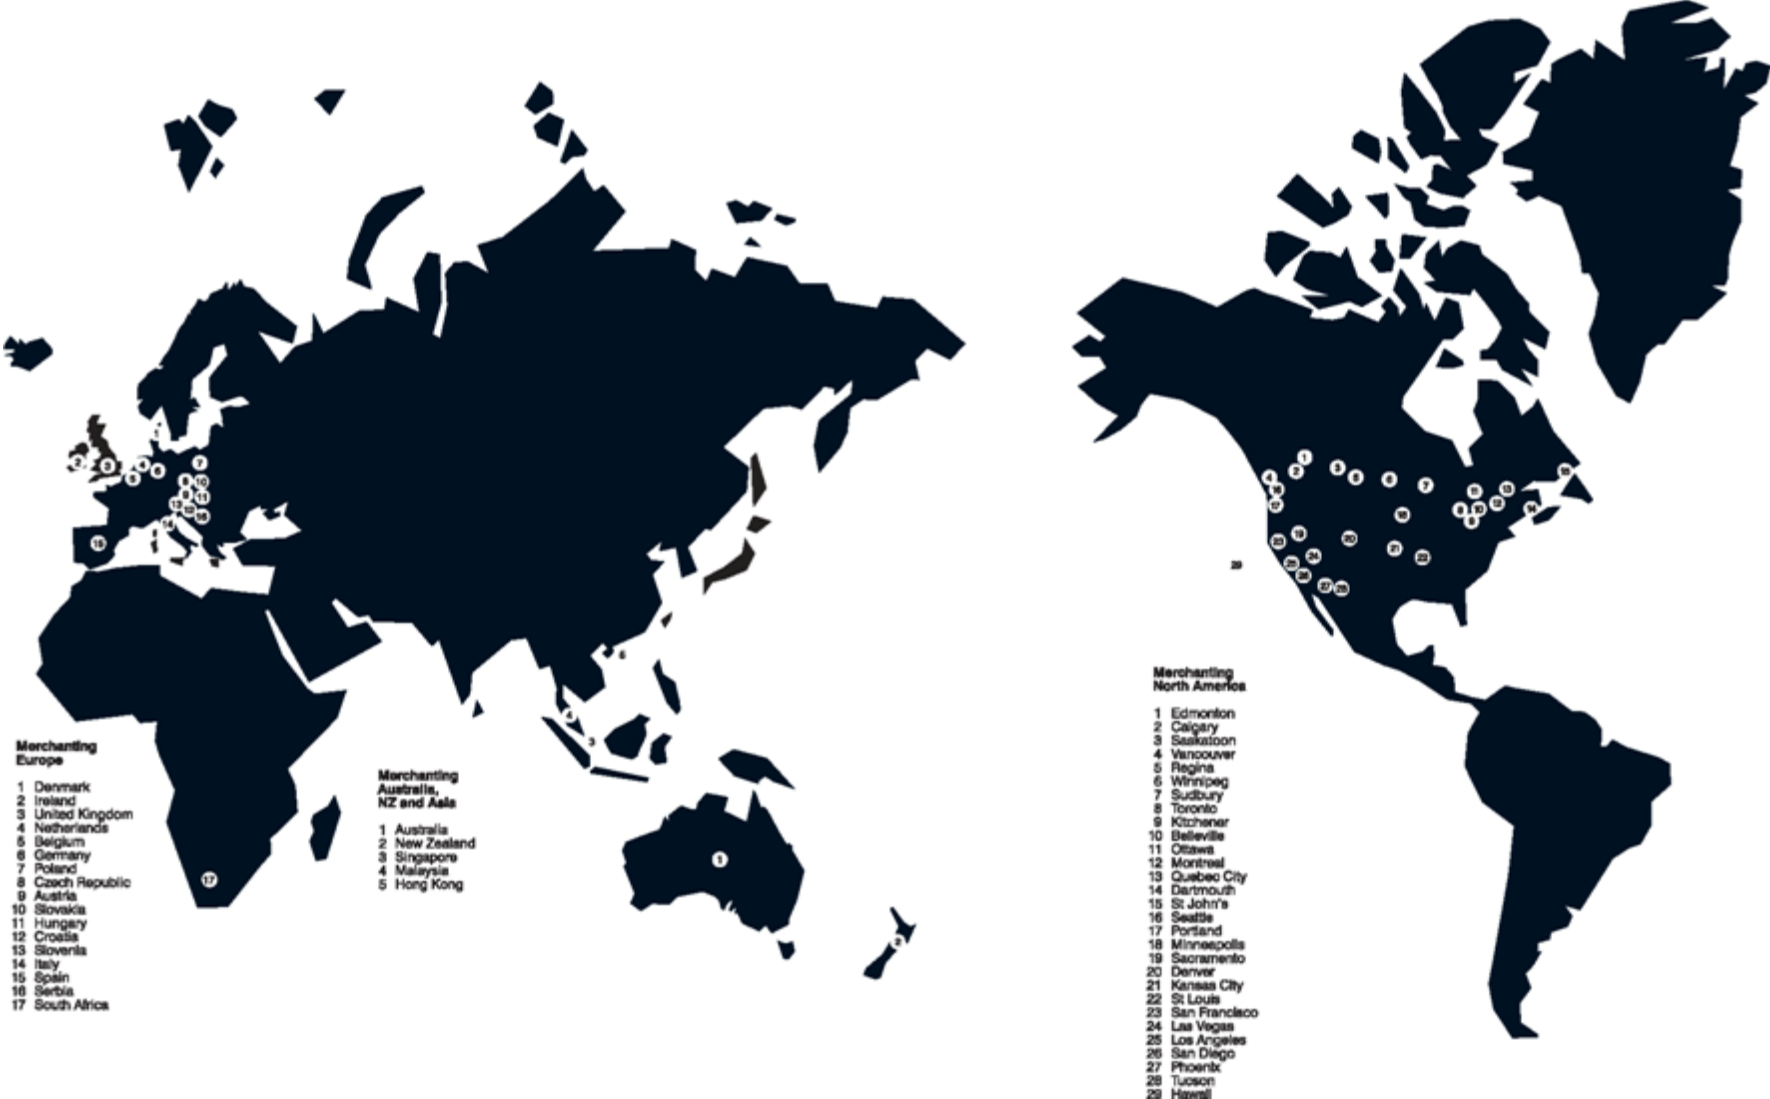 Merchanting
Europe
1 Denmark
2 Ireland
3 United Kingdom
4 Netherlands
5 Belgium
6 Germany
7 Poland
8 Czech Republic
9 Austria
10 Slovakia
11 Hungary
12 Croatia
13 Slovenia
14 Italy
15 Spain
16 Serbia
17 South Africa
Merchanting
Australia,
NZ and Asia
1 Australia
2 New Zealand
3 Singapore
4 Malaysia
5 Hong Kong
Merchanting
North America
1 Edmonton
2 Calgary
3 Saskatoon
4 Vancouver
5 Regina
6 Winnipeg
7 Sudbury
8 Toronto
9 Kitchener
10 Belleville
11 Ottawa
12 Montreal
13 Quebec City
14 Dartmouth
15 St John's
16 Seattle
17 Portland
18 Minneapolis
19 Sacramento
20 Denver
21 Kansas City
22 St Louis
23 San Francisco
24 Las Vegas
25 Los Angeles
26 San Diego
27 Phoenix
28 Tucson
29 Hawaii